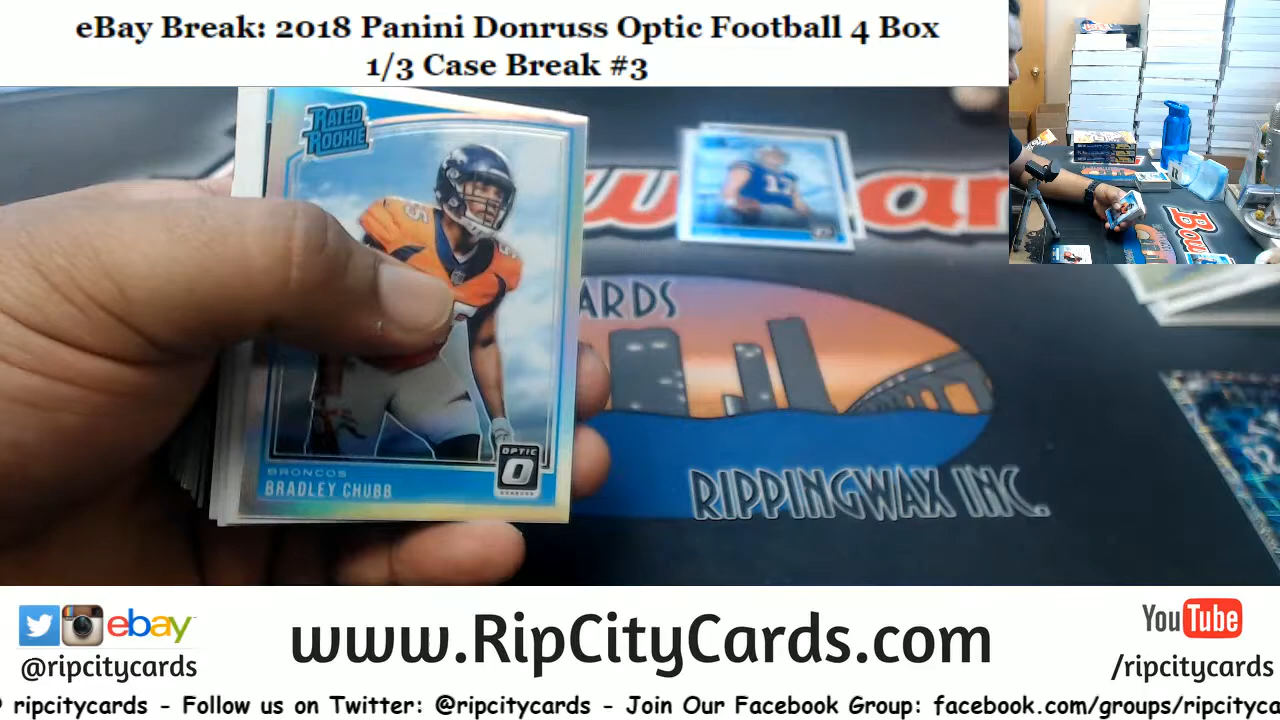 eBay Break: 2018 Panini Donruss Optic Football 4 Box
1/3 Case Break #3
RATED
ROOKIE
OPTIC
BRONCOS
BRADLEY CHUBB
ARDS
RIPPINGWAX INC.
ebay
@ripcitycards
www.RipCityCards.com
YouTube
/ripcitycards
ripcitycards - Follow us on Twitter: @ripcitycards - Join Our Facebook Group: facebook.com/groups/ripcityca